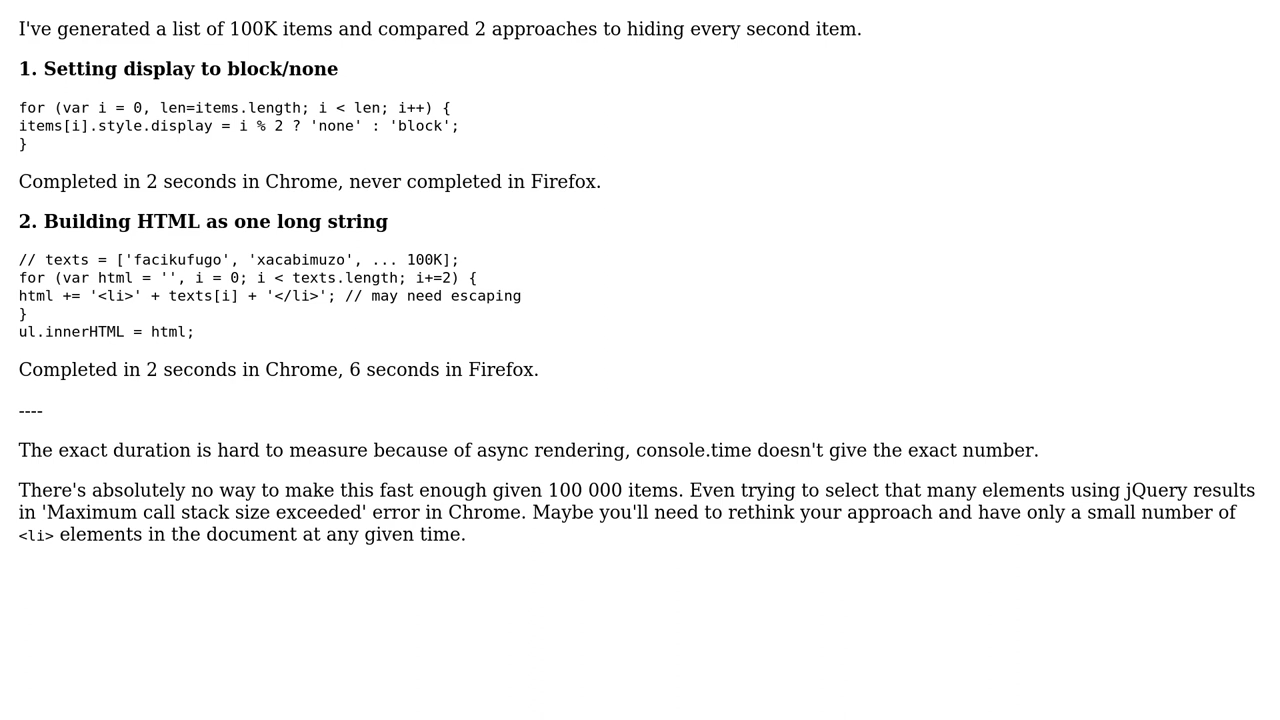 I've generated a list of 100K items and compared 2 approaches to hiding every second item.
1. Setting display to block/none
for (var i = 0, len=items.length; i < len; i++) {
items[i].style.display = i % 2 ? 'none' : 'block';
}
Completed in 2 seconds in Chrome, never completed in Firefox.
2. Building HTML as one long string
// texts = ['facikufugo', 'xacabimuzo', ... 100K];
for (var html = '', i = 0; i < texts.length; i+=2) {
html += '<li>' + texts[i] + '</li>'; // may need escaping
}
ul.innerHTML = html;
Completed in 2 seconds in Chrome, 6 seconds in Firefox.
----
The exact duration is hard to measure because of async rendering, console.time doesn't give the exact number.
There's absolutely no way to make this fast enough given 100 000 items. Even trying to select that many elements using jQuery results
in 'Maximum call stack size exceeded' error in Chrome. Maybe you'll need to rethink your approach and have only a small number of
<li> elements in the document at any given time.